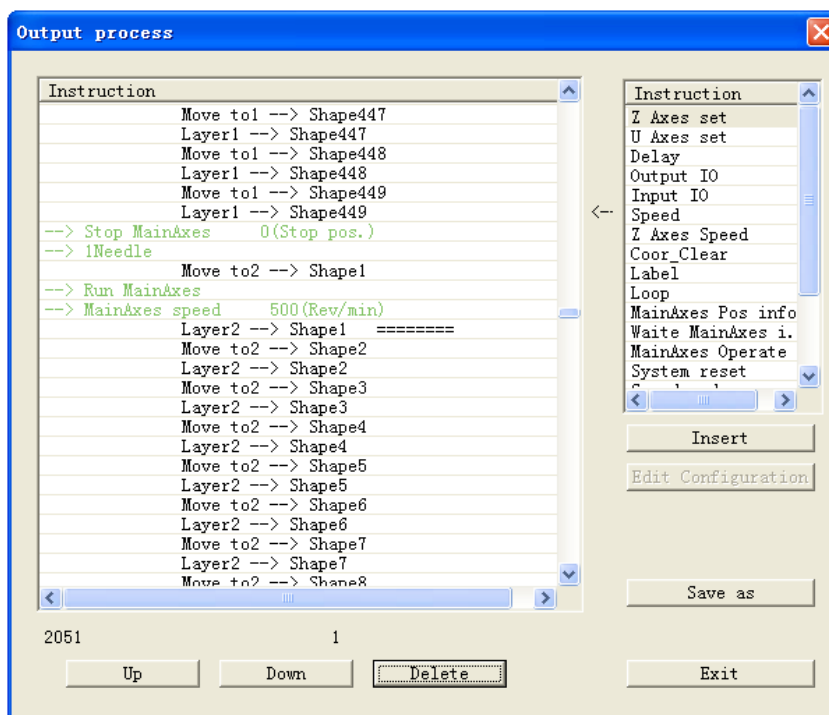 Output process
Instruction
Move to1 --> Shape447
Layer1 --> Shape447
Move to1 --> Shape448
Layer1 --> Shape448
Move to1 --> Shape449
Layer1 --> Shape449
--> Stop MainAxes 0(Stop pos.)
--> 1Needle
Move to2 --> Shape1
--> Run MainAxes
--> MainAxes speed 500(Rev/min)
Layer2 --> Shape1 ========
Move to2 --> Shape2
Layer2 --> Shape2
Move to2 --> Shape3
Layer2 --> Shape3
Move to2 --> Shape4
Layer2 --> Shape4
Move to2 --> Shape5
Layer2 --> Shape5
Move to2 --> Shape6
Layer2 --> Shape6
Move to2 --> Shape7
Layer2 --> Shape7
Move to2 --> Shape8
2051 1
Up Down Delete
<--
Instruction
Z Axes set
U Axes set
Delay
Output IO
Input IO
Speed
Z Axes Speed
Coor_Clear
Label
Loop
MainAxes Pos info
Waite MainAxes i.
MainAxes Operate
System reset
Insert
Edit Configuration
Save as
Exit